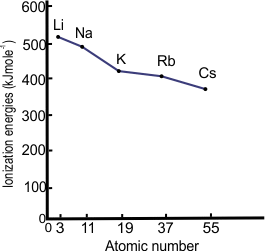 600
500
400
300
200
100
0
Ionization energies (kJmole⁻¹)
Li
Na
K
Rb
Cs
3 11 19 37 55
Atomic number